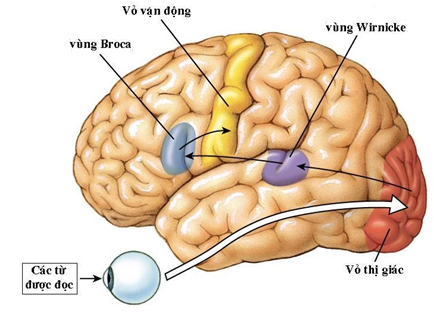 Vỏ vận động
vùng Wirnicke
vùng Broca
Các từ
được đọc
Vỏ thị giác